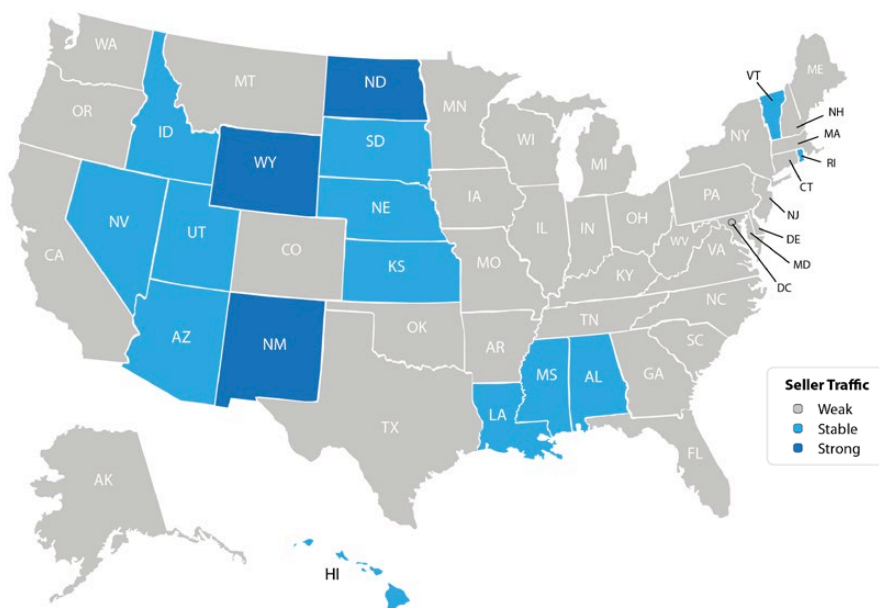 WA
MT
ND
MN
ME
VT
OR
ID
SD
WI
MI
NY
NH
MA
RI
CT
WY
NE
IA
PA
NJ
NV
UT
CO
KS
IL
IN
OH
WV
VA
DE
MD
DC
CA
MO
KY
AZ
NM
OK
AR
TN
NC
SC
MS
AL
GA
TX
LA
FL
AK
HI
Seller Traffic
Weak
Stable
Strong